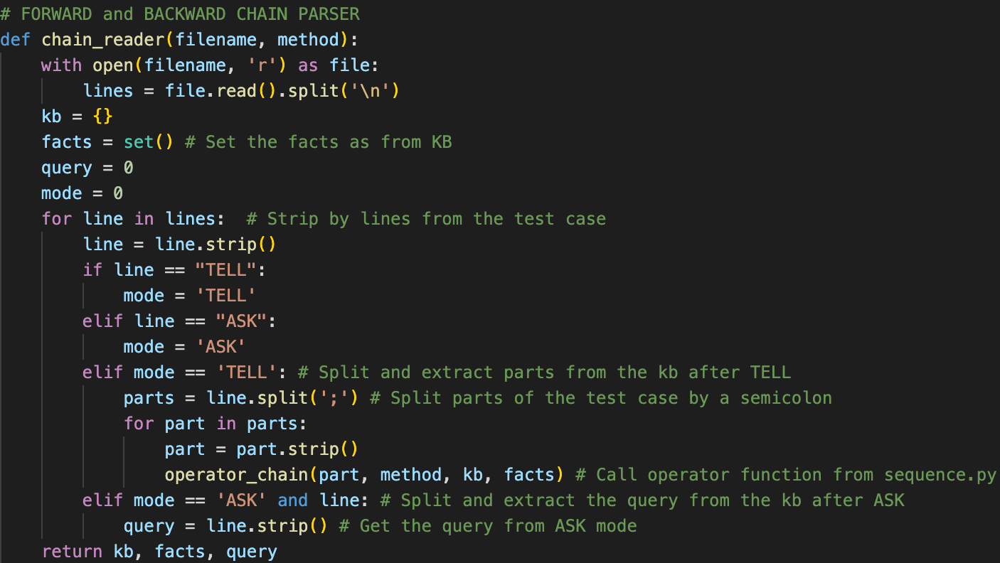 # FORWARD and BACKWARD CHAIN PARSER
def chain_reader(filename, method):
    with open(filename, 'r') as file:
        lines = file.read().split('\n')
    kb = {}
    facts = set() # Set the facts as from KB
    query = 0
    mode = 0
    for line in lines:  # Strip by lines from the test case
        line = line.strip()
        if line == "TELL":
            mode = 'TELL'
        elif line == "ASK":
            mode = 'ASK'
        elif mode == 'TELL': # Split and extract parts from the kb after TELL
            parts = line.split(';') # Split parts of the test case by a semicolon
            for part in parts:
                part = part.strip()
                operator_chain(part, method, kb, facts) # Call operator function from sequence.py
        elif mode == 'ASK' and line: # Split and extract the query from the kb after ASK
            query = line.strip() # Get the query from ASK mode
    return kb, facts, query